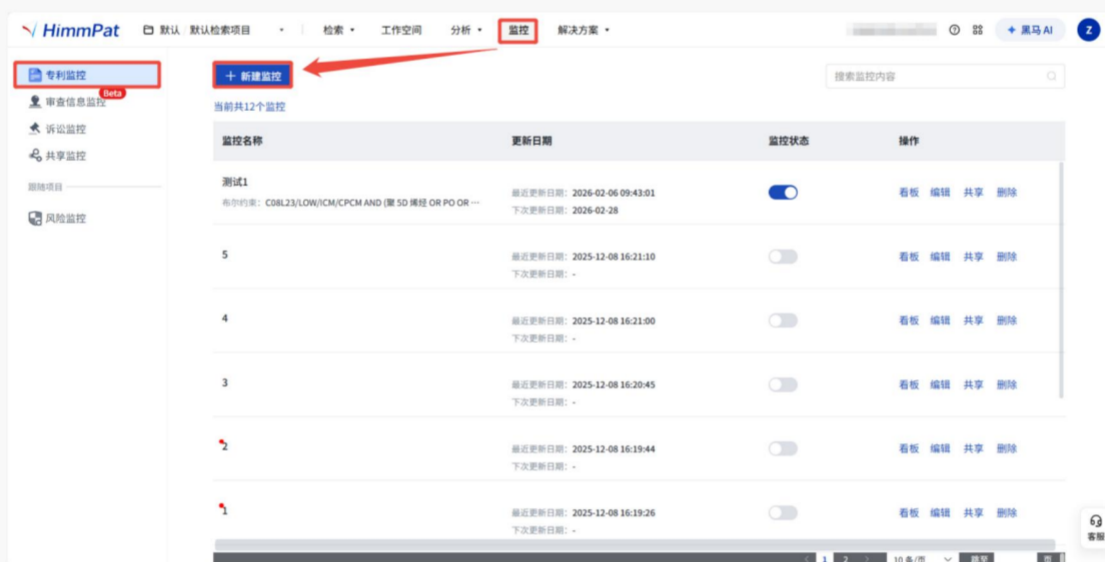 HimmPat 默认 / 默认检索项目 检索 工作空间 分析 监控 解决方案 黑马 AI Z
专利监控
Beta
审查信息监控
诉讼监控
共享监控
跟随项目
风险监控
+ 新建监控 搜索监控内容
当前共12个监控
监控名称 更新日期 监控状态 操作
测试1
布尔约束: C08L23/LOW/ICM/CPCM AND (聚 5D 烯烃 OR PO OR ···
最近更新日期: 2026-02-06 09:43:01
下次更新日期: 2026-02-28
看板 编辑 共享 删除
5
最近更新日期: 2025-12-08 16:21:10
下次更新日期: -
看板 编辑 共享 删除
4
最近更新日期: 2025-12-08 16:21:00
下次更新日期: -
看板 编辑 共享 删除
3
最近更新日期: 2025-12-08 16:20:45
下次更新日期: -
看板 编辑 共享 删除
2
最近更新日期: 2025-12-08 16:19:44
下次更新日期: -
看板 编辑 共享 删除
1
最近更新日期: 2025-12-08 16:19:26
下次更新日期: -
看板 编辑 共享 删除
客服
1 2 10 条/页 跳至 页